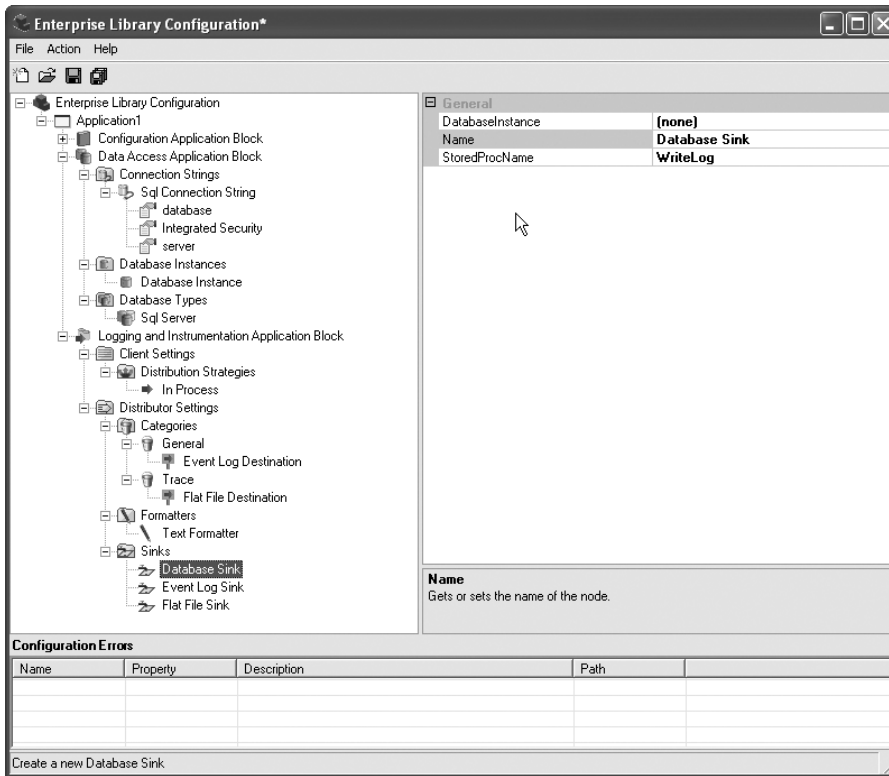 Enterprise Library Configuration*
File Action Help
Enterprise Library Configuration
Application1
Configuration Application Block
Data Access Application Block
Connection Strings
Sql Connection String
database
Integrated Security
server
Database Instances
Database Instance
Database Types
Sql Server
Logging and Instrumentation Application Block
Client Settings
Distribution Strategies
In Process
Distributor Settings
Categories
General
Event Log Destination
Trace
Flat File Destination
Formatters
Text Formatter
Sinks
Database Sink
Event Log Sink
Flat File Sink
General
DatabaseInstance (none)
Name Database Sink
StoredProcName WriteLog
Name
Gets or sets the name of the node.
Configuration Errors
Name Property Description Path
Create a new Database Sink